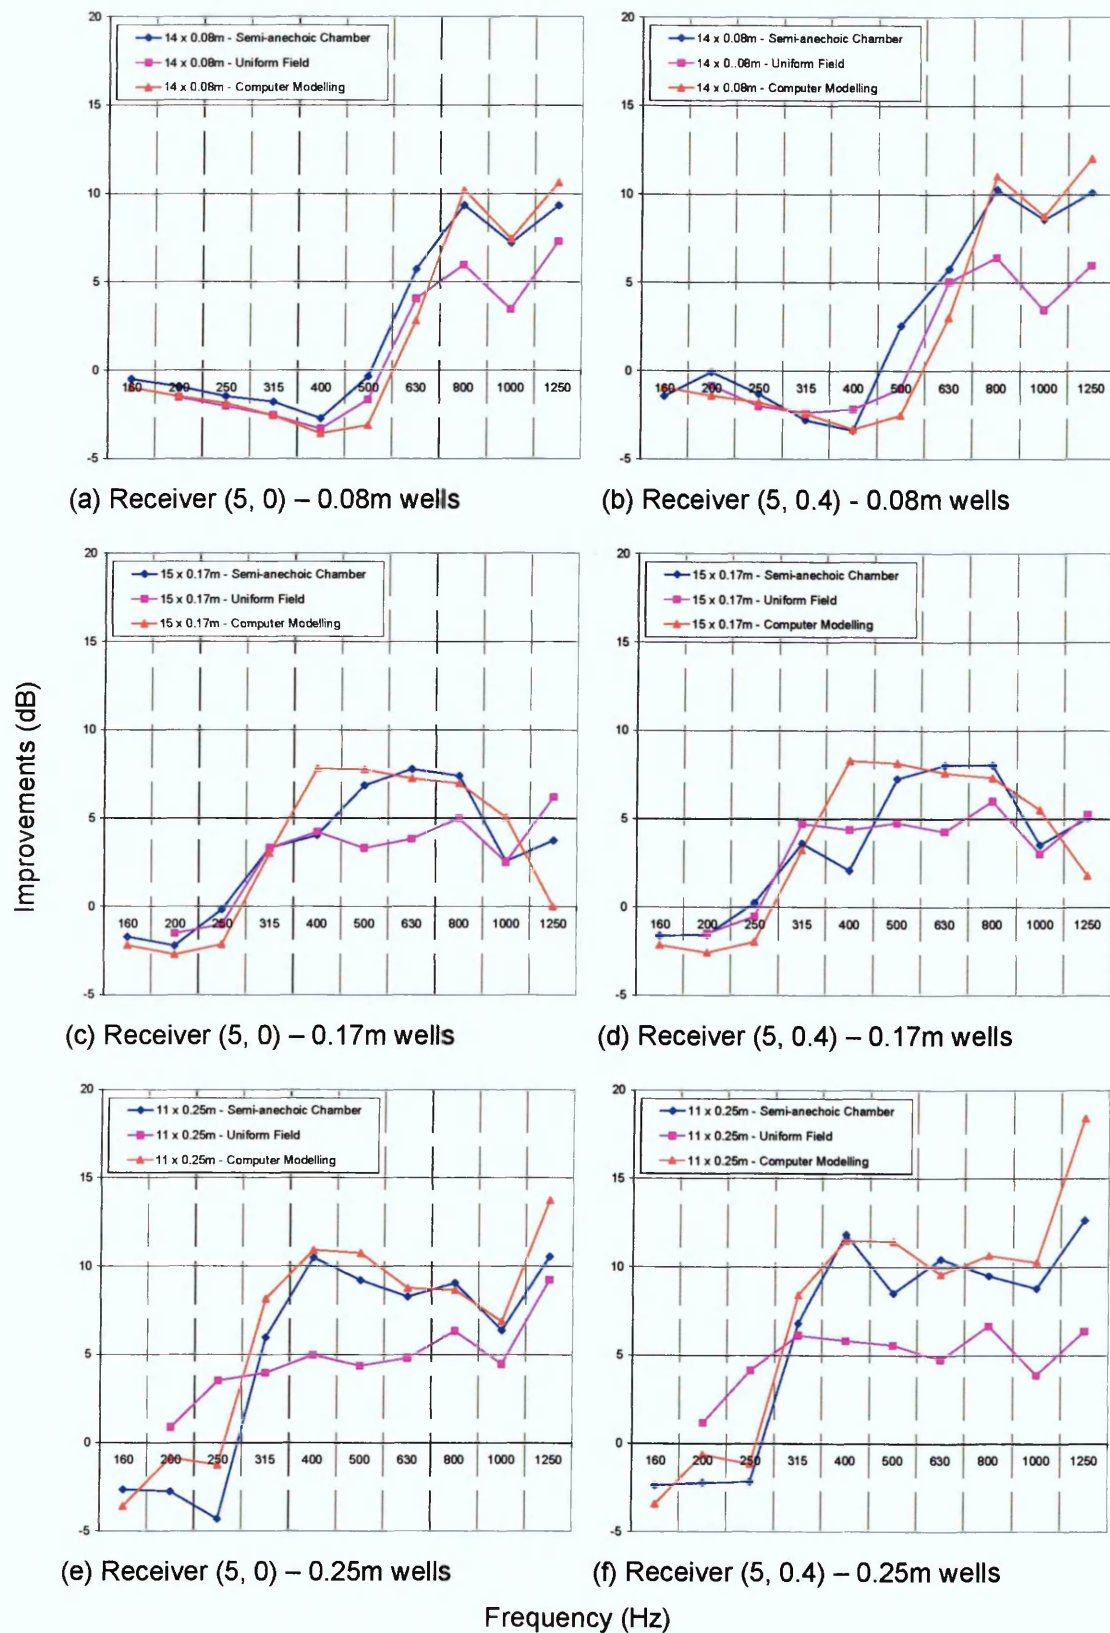 20
15
10
5
0
-5
14 x 0.08m - Semi-anechoic Chamber
14 x 0.08m - Uniform Field
14 x 0.08m - Computer Modelling
160 200 250 315 400 500 630 800 1000 1250
(a) Receiver (5, 0) – 0.08m wells
20
15
10
5
0
-5
14 x 0.08m - Semi-anechoic Chamber
14 x 0..08m - Uniform Field
14 x 0.08m - Computer Modelling
160 200 250 315 400 500 630 800 1000 1250
(b) Receiver (5, 0.4) - 0.08m wells
Improvements (dB)
20
15
10
5
0
-5
15 x 0.17m - Semi-anechoic Chamber
15 x 0.17m - Uniform Field
15 x 0.17m - Computer Modelling
160 200 250 315 400 500 630 800 1000 1250
(c) Receiver (5, 0) – 0.17m wells
20
15
10
5
0
-5
15 x 0.17m - Semi-anechoic Chamber
15 x 0.17m - Uniform Field
15 x 0.17m - Computer Modelling
160 200 250 315 400 500 630 800 1000 1250
(d) Receiver (5, 0.4) – 0.17m wells
20
15
10
5
0
-5
11 x 0.25m - Semi-anechoic Chamber
11 x 0.25m - Uniform Field
11 x 0.25m - Computer Modelling
160 200 250 315 400 500 630 800 1000 1250
(e) Receiver (5, 0) – 0.25m wells
20
15
10
5
0
-5
11 x 0.25m - Semi-anechoic Chamber
11 x 0.25m - Uniform Field
11 x 0.25m - Computer Modelling
160 200 250 315 400 500 630 800 1000 1250
(f) Receiver (5, 0.4) – 0.25m wells
Frequency (Hz)